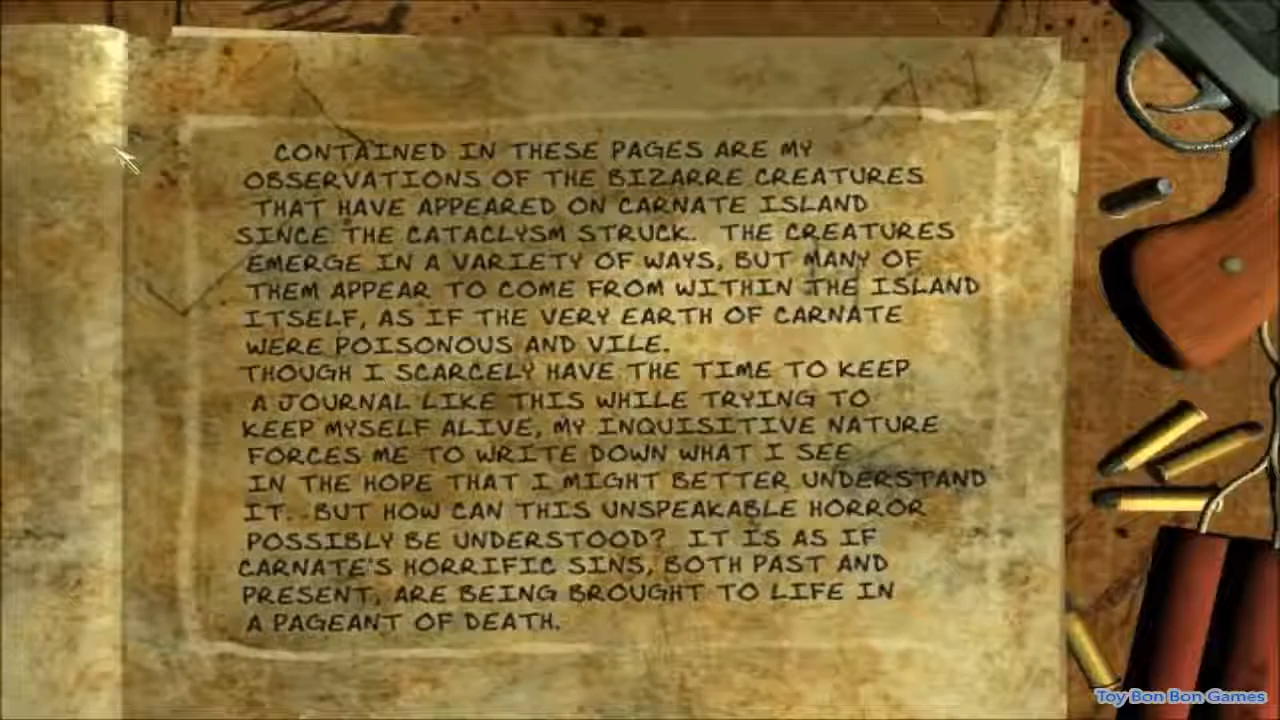 CONTAINED IN THESE PAGES ARE MY
OBSERVATIONS OF THE BIZARRE CREATURES
THAT HAVE APPEARED ON CARNATE ISLAND
SINCE THE CATACLYSM STRUCK. THE CREATURES
EMERGE IN A VARIETY OF WAYS, BUT MANY OF
THEM APPEAR TO COME FROM WITHIN THE ISLAND
ITSELF, AS IF THE VERY EARTH OF CARNATE
WERE POISONOUS AND VILE.
THOUGH I SCARCELY HAVE THE TIME TO KEEP
A JOURNAL LIKE THIS WHILE TRYING TO
KEEP MYSELF ALIVE, MY INQUISITIVE NATURE
FORCES ME TO WRITE DOWN WHAT I SEE
IN THE HOPE THAT I MIGHT BETTER UNDERSTAND
IT. BUT HOW CAN THIS UNSPEAKABLE HORROR
POSSIBLY BE UNDERSTOOD? IT IS AS IF
CARNATE'S HORRIFIC SINS, BOTH PAST AND
PRESENT, ARE BEING BROUGHT TO LIFE IN
A PAGEANT OF DEATH.
Toy Bon Bon Games